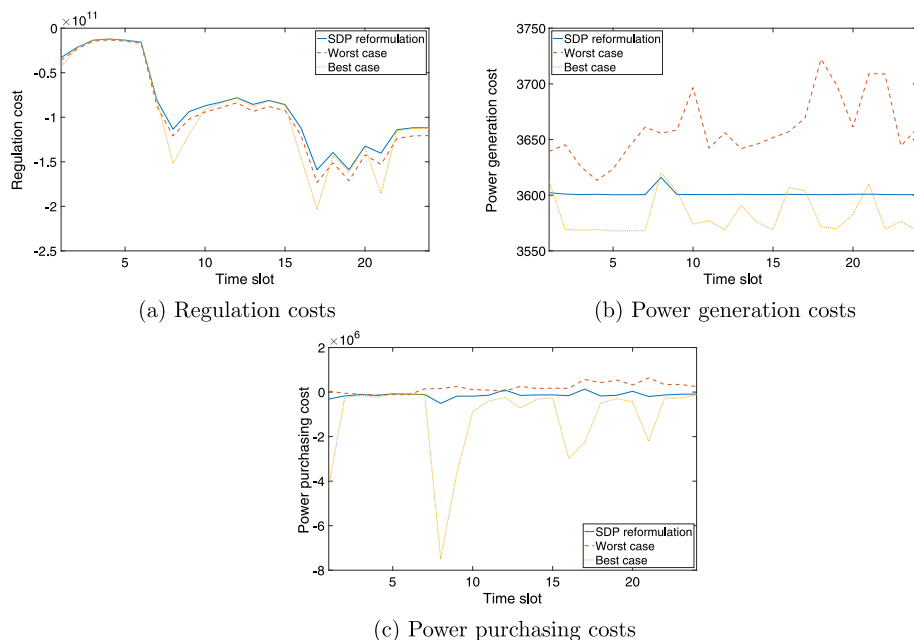 ×10^11
0
-0.5
-1
-1.5
-2
-2.5
Regulation cost
SDP reformulation
Worst case
Best case
5
10
15
20
Time slot
(a) Regulation costs
3750
3700
3650
3600
3550
Power generation cost
SDP reformulation
Worst case
Best case
5
10
15
20
Time slot
(b) Power generation costs
×10^6
2
0
-2
-4
-6
-8
Power purchasing cost
SDP reformulation
Worst case
Best case
5
10
15
20
Time slot
(c) Power purchasing costs